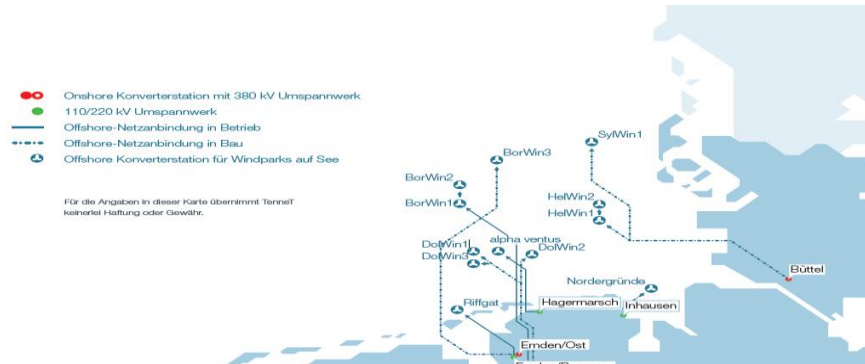 Onshore Konverterstation mit 380 kV Umspannwerk
110/220 kV Umspannwerk
Offshore-Netzanbindung in Betrieb
Offshore-Netzanbindung in Bau
Offshore Konverterstation für Windparks auf See
Für die Angaben in dieser Karte übernimmt TenneT
keinerlei Haftung oder Gewähr.
SylWin1
BorWin3
BorWin2
BorWin1
HelWin2
HelWin1
alpha ventus
DolWin1
DolWin3
DolWin2
Büttel
Nordergründe
Riffgat
Hagermarsch
Inhausen
Emden/Ost